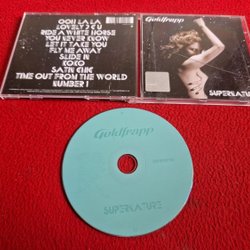 OOH LA LA
LOVELY 2 C U
RIDE A WHITE HORSE
YOU NEVER KNOW
LET IT TAKE YOU
FLY ME AWAY
SLIDE IN
KOKO
SATIN CHIC
TIME OUT FROM THE WORLD
NUMBER 1
Goldfrapp
SUPERNATURE
Goldfrapp
SUPERNATURE